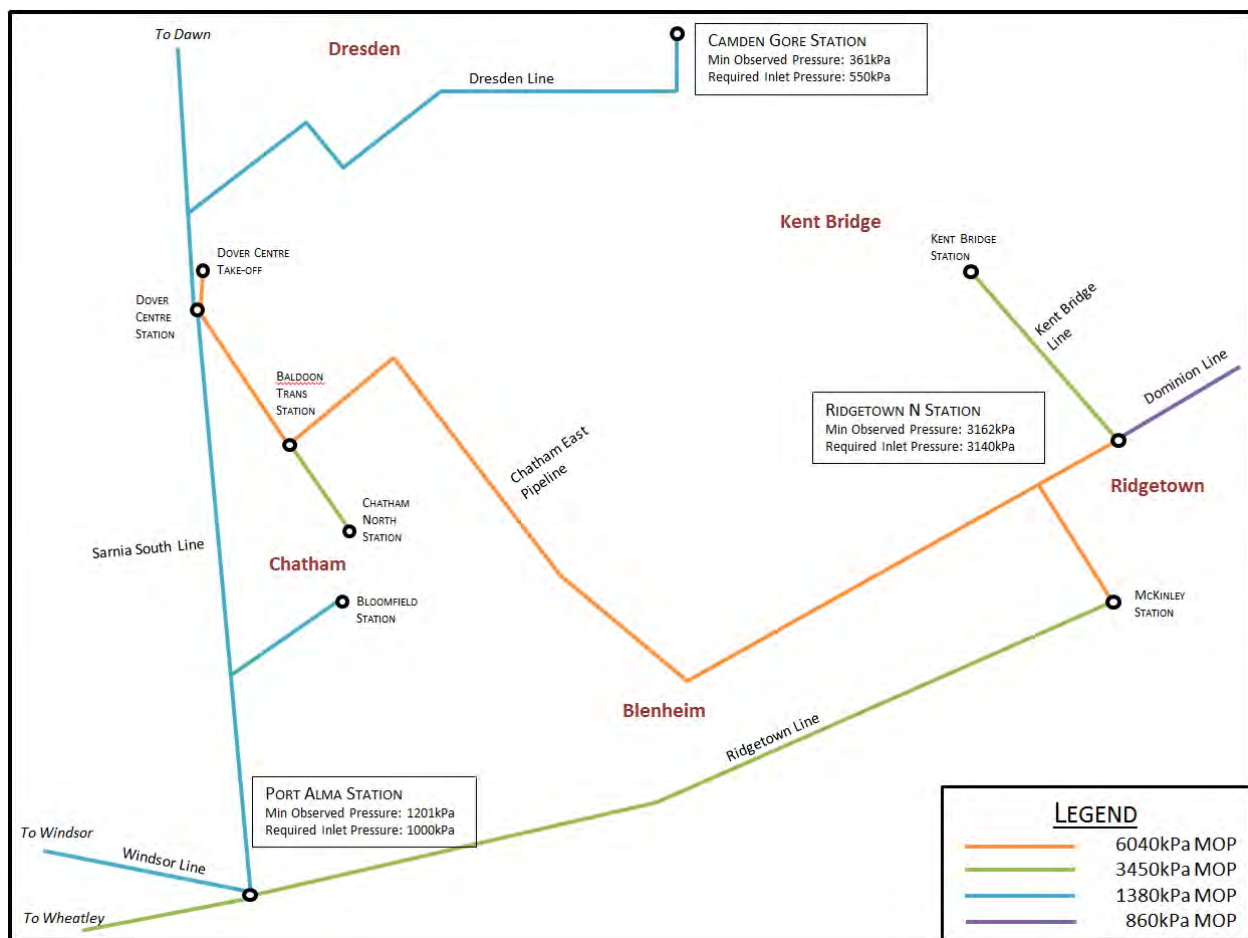 To Dawn
Dresden
CAMDEN GORE STATION
Min Observed Pressure: 361kPa
Required Inlet Pressure: 550kPa
Dresden Line
Kent Bridge
DOVER CENTRE
TAKE-OFF
KENT BRIDGE
STATION
DOVER
CENTRE
STATION
Kent Bridge
Line
Dominion Line
BALDOON
TRANS
STATION
RIDGETOWN N STATION
Min Observed Pressure: 3162kPa
Required Inlet Pressure: 3140kPa
Chatham East
Pipeline
Ridgetown
CHATHAM
NORTH
STATION
Sarnia South Line
Chatham
BLOOMFIELD
STATION
MCKINLEY
STATION
Blenheim
Ridgetown Line
PORT ALMA STATION
Min Observed Pressure: 1201kPa
Required Inlet Pressure: 1000kPa
To Windsor
Windsor Line
To Wheatley
LEGEND
6040kPa MOP
3450kPa MOP
1380kPa MOP
860kPa MOP